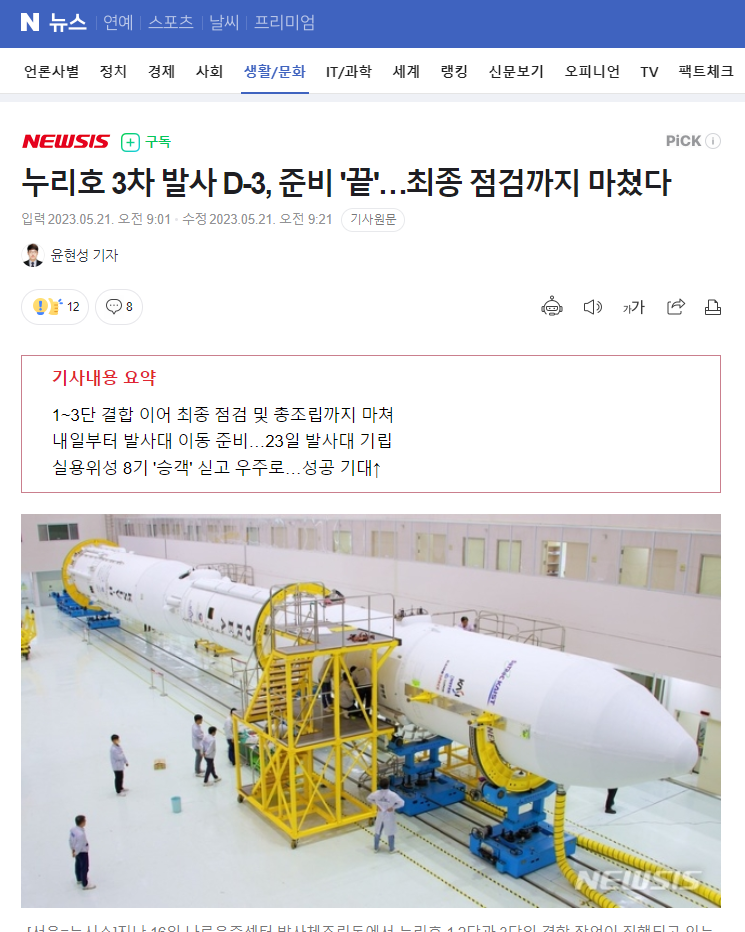 N 뉴스 연예 스포츠 날씨 프리미엄
언론사별 정치 경제 사회 생활/문화 IT/과학 세계 랭킹 신문보기 오피니언 TV 팩트체크
NEWSIS + 구독 PiCK i
누리호 3차 발사 D-3, 준비 '끝'…최종 점검까지 마쳤다
입력 2023.05.21. 오전 9:01 · 수정 2023.05.21. 오전 9:21 기사원문
윤현성 기자
12 8 가가
기사내용 요약
1~3단 결합 이어 최종 점검 및 총조립까지 마쳐
내일부터 발사대 이동 준비…23일 발사대 기립
실용위성 8기 '승객' 싣고 우주로…성공 기대↑
KAIST
NEWSIS
[서울=뉴시스]지난 16일 나로우주센터 발사체조립동에서 누리호 1,2단과 3단의 결합 작업이 진행되고 있는